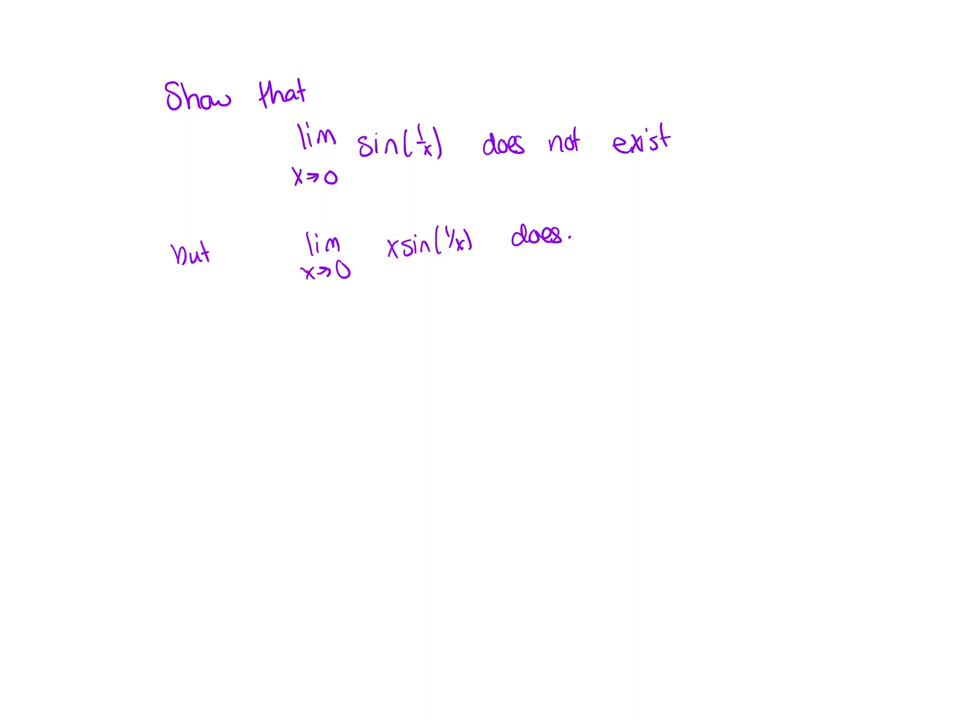 Show that
lim sin(1/x) does not exist
x→0
but lim xsin(1/x) does.
x→0